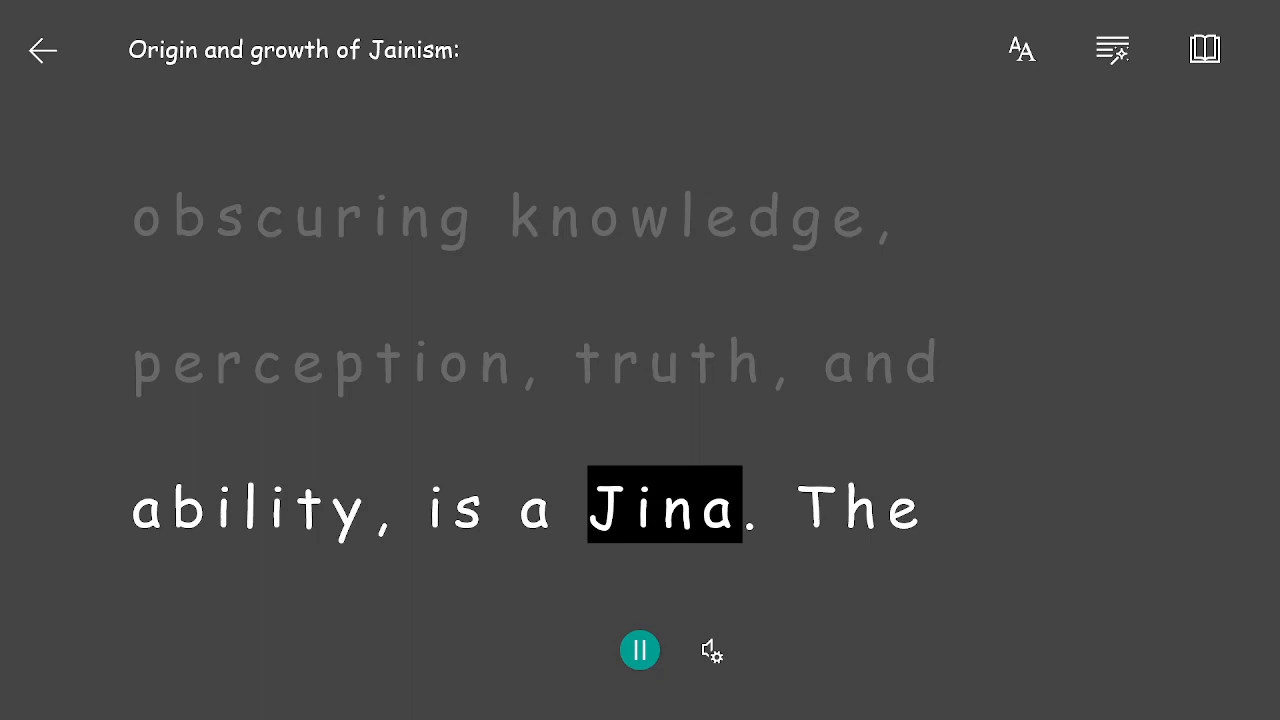 Origin and growth of Jainism:
obscuring knowledge,
perception, truth, and
ability, is a Jina. The